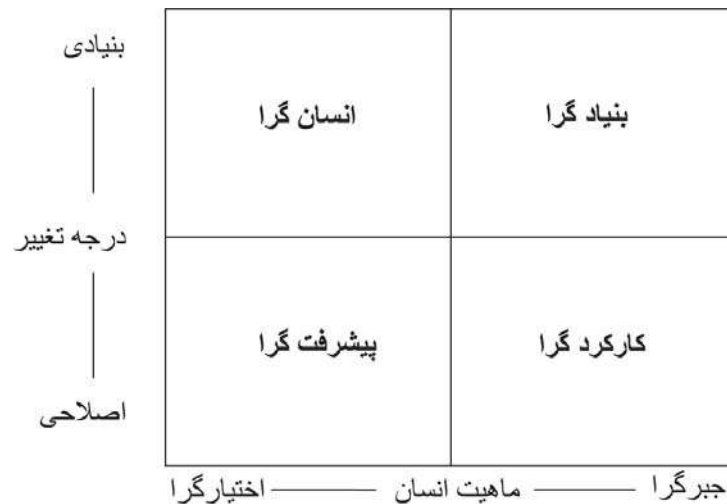 بنیادی
بنیاد گرا
انسان گرا
درجه تغییر
کارکرد گرا
پیشرفت گرا
اصلاحی
جبرگرا ماهیت انسان اختیارگرا